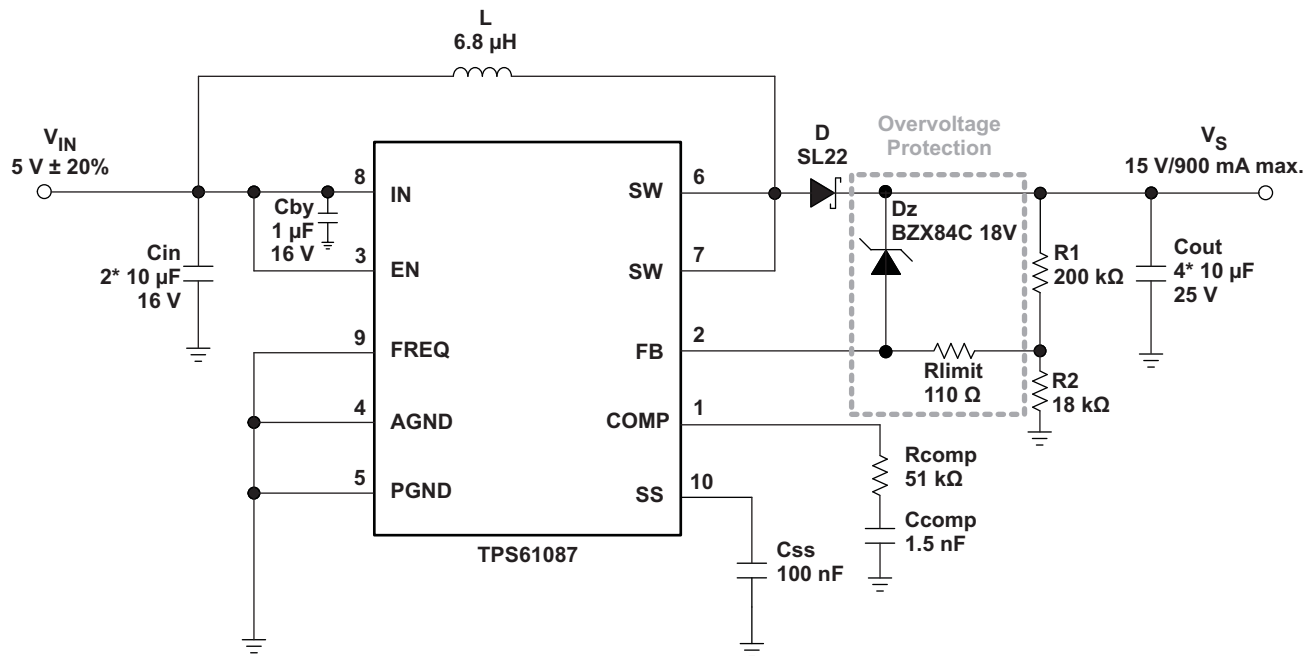 L
6.8 µH
V_IN
5 V ± 20%
D
SL22
Overvoltage
Protection
V_S
15 V/900 mA max.
8
IN
Cby
1 µF
16 V
SW
6
Dz
BZX84C 18V
Cin
2* 10 µF
16 V
3
EN
SW
7
R1
200 kΩ
Cout
4* 10 µF
25 V
9
FREQ
FB
2
Rlimit
110 Ω
R2
18 kΩ
4
AGND
COMP
1
Rcomp
51 kΩ
5
PGND
SS
10
Ccomp
1.5 nF
TPS61087
Css
100 nF